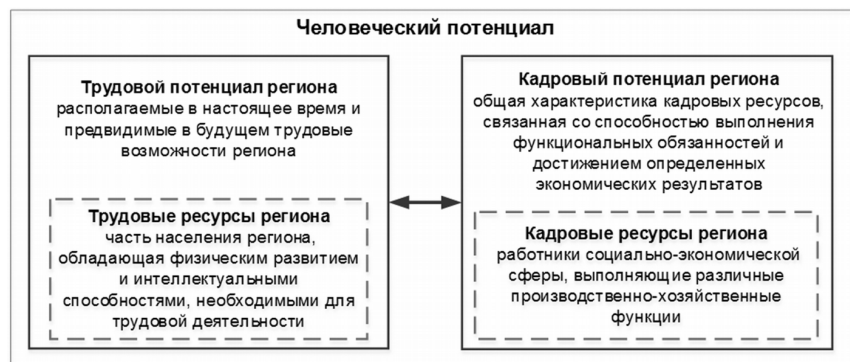 Человеческий потенциал
Трудовой потенциал региона
располагаемые в настоящее время и
предвидимые в будущем трудовые
возможности региона
Трудовые ресурсы региона
часть населения региона,
обладающая физическим развитием
и интеллектуальными
способностями, необходимыми для
трудовой деятельности
Кадровый потенциал региона
общая характеристика кадровых ресурсов,
связанная со способностью выполнения
функциональных обязанностей и
достижением определенных
экономических результатов
Кадровые ресурсы региона
работники социально-экономической
сферы, выполняющие различные
производственно-хозяйственные
функции